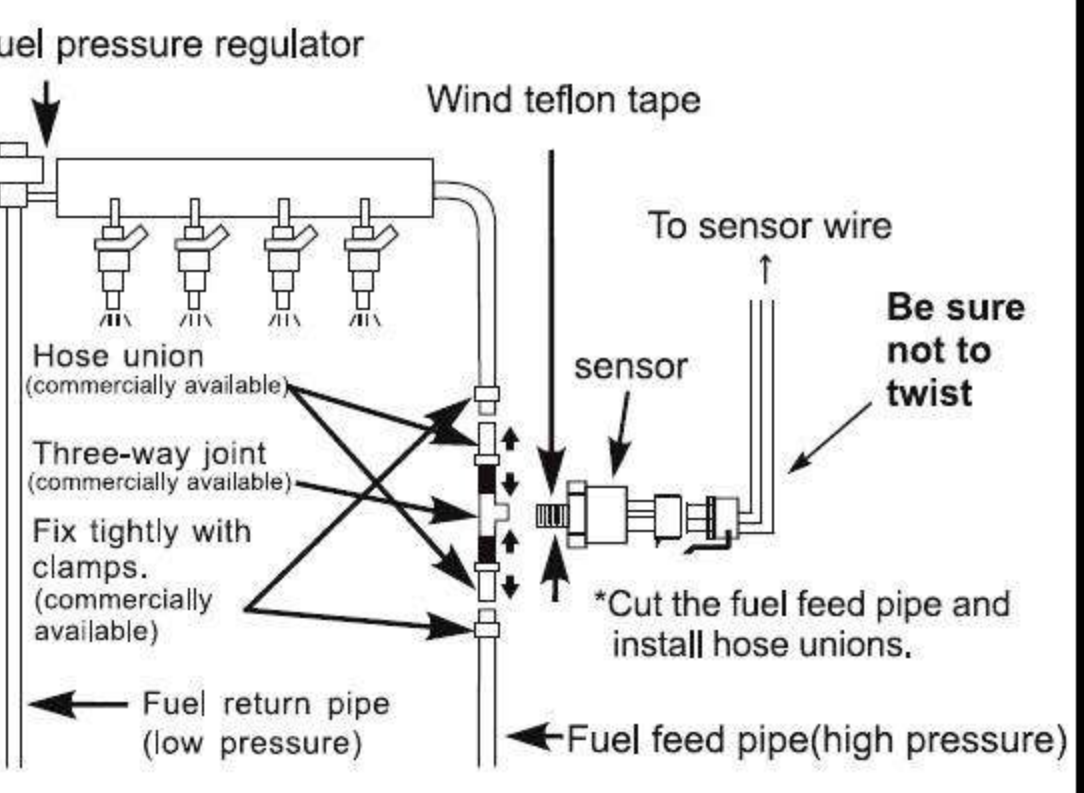 uel pressure regulator
Wind teflon tape
To sensor wire
Be sure
not to
twist
Hose union
(commercially available)
sensor
Three-way joint
(commercially available)
Fix tightly with
clamps.
(commercially
available)
*Cut the fuel feed pipe and
install hose unions.
Fuel return pipe
(low pressure)
Fuel feed pipe(high pressure)